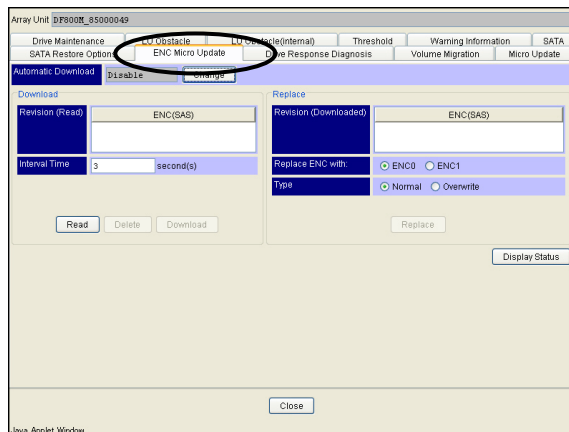 Array Unit DF800M_85000049
Drive Maintenance LU Obstacle LU Obstacle(internal) Threshold Warning Information SATA
SATA Restore Option ENC Micro Update Drive Response Diagnosis Volume Migration Micro Update
Automatic Download Disable Change
Download
Revision (Read) ENC(SAS)
Interval Time 3 second(s)
Read Delete Download
Replace
Revision (Downloaded) ENC(SAS)
Replace ENC with: ENC0 ENC1
Type Normal Overwrite
Replace
Display Status
Close
Java Applet Window